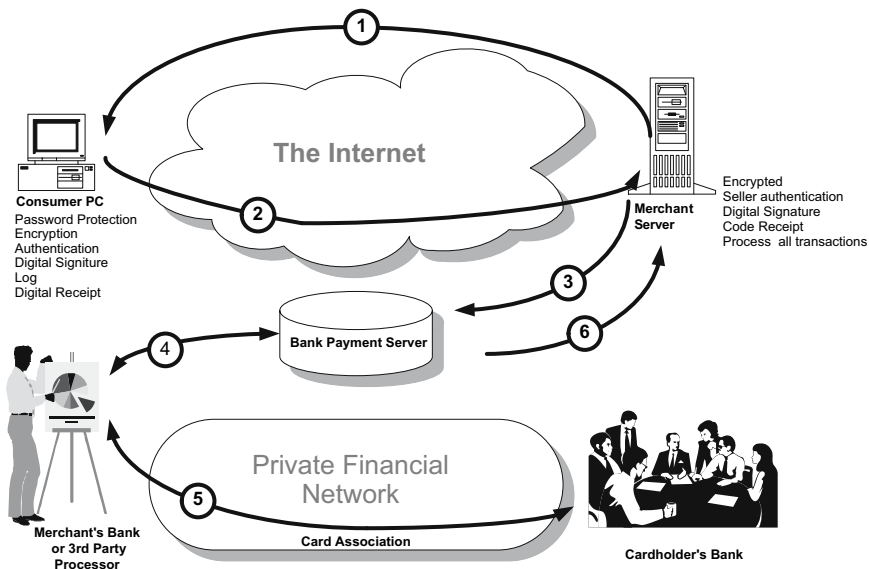 1
The Internet
Consumer PC
Password Protection
Encryption
Authentication
Digital Signiture
Log
Digital Receipt
2
Merchant
Server
Encrypted
Seller authentication
Digital Signature
Code Receipt
Process all transactions
3
Bank Payment Server
6
4
Private Financial
Network
5
Card Association
Merchant's Bank
or 3rd Party
Processor
Cardholder's Bank